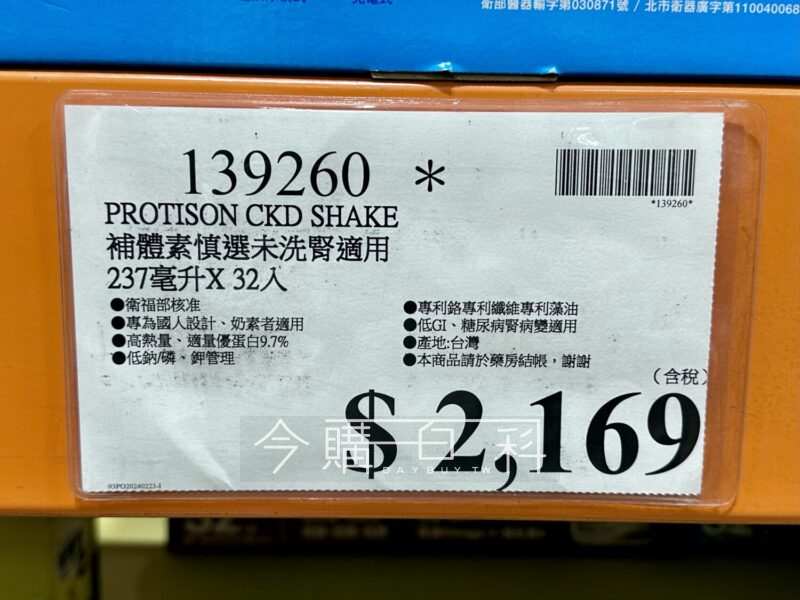 衛部醫器輸字第030871號 / 北市衛器廣字第110040068
139260 *
*139260*
PROTISON CKD SHAKE
補體素慎選未洗腎適用
237毫升X 32入
●衛福部核准
●專為國人設計、奶素者適用
●高熱量、適量優蛋白9.7%
●低鈉/磷、鉀管理
●專利鉻專利纖維專利藻油
●低GI、糖尿病腎病變適用
●產地:台灣
●本商品請於藥房結帳，謝謝
（含稅）
$ 2,169
今購百科
DAYBUY.TW
93PO20240223-I